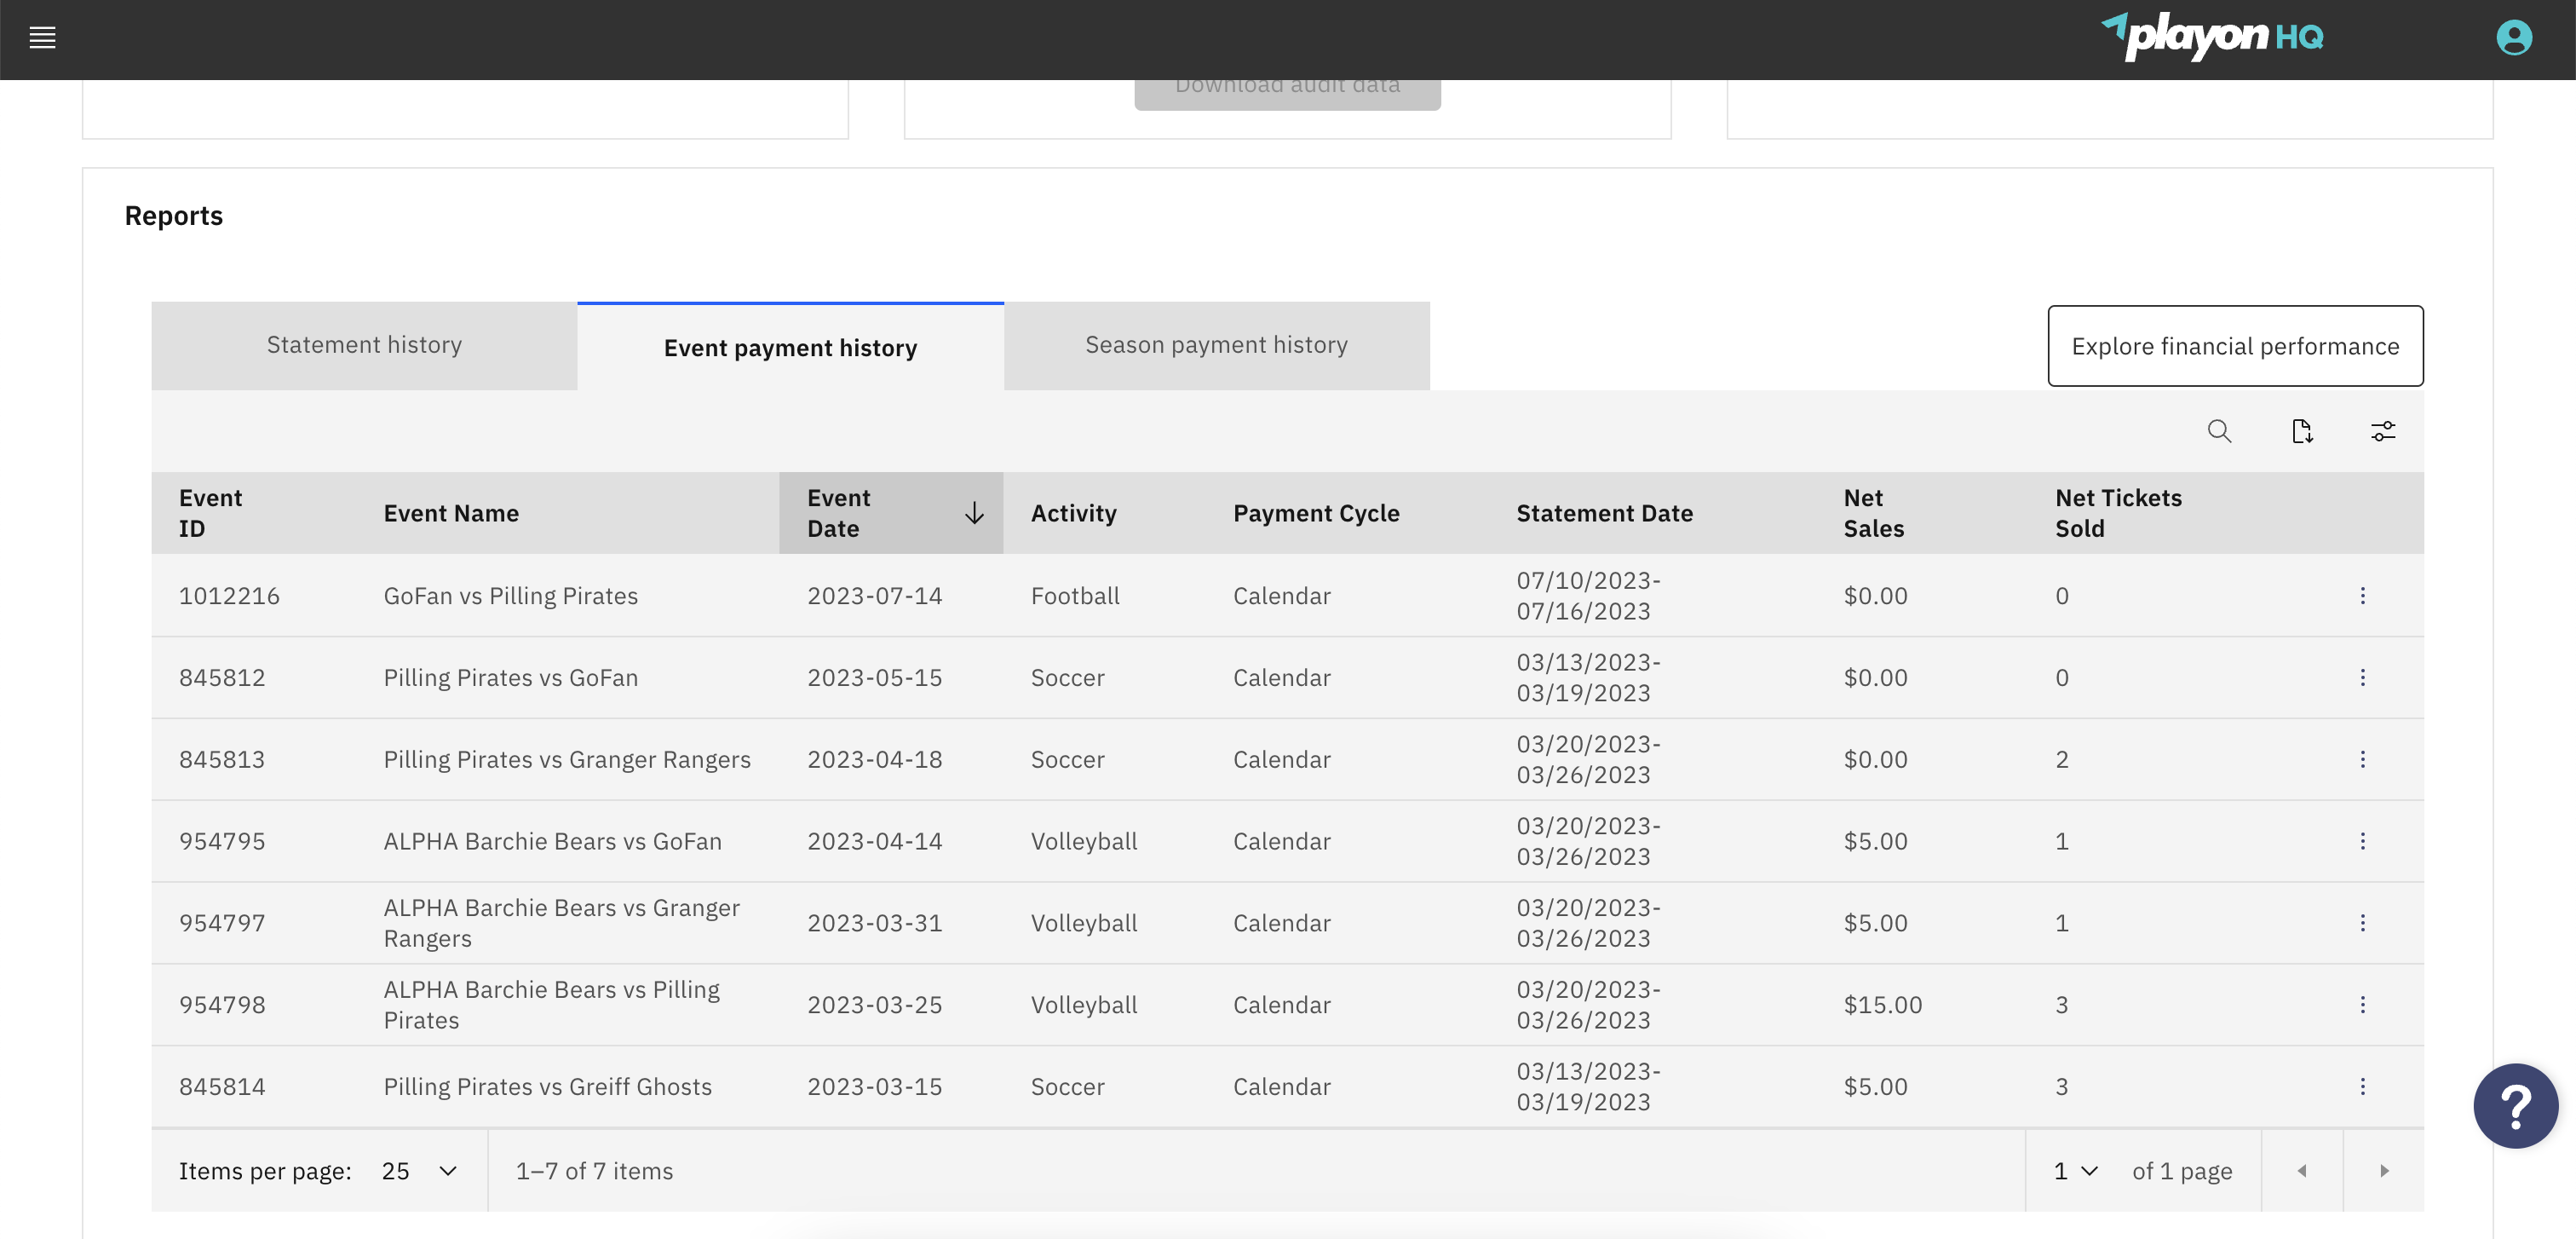 playon HQ
Download audit data
Reports
Statement history
Event payment history
Season payment history
Explore financial performance
Event
ID
Event Name
Event
Date
Activity
Payment Cycle
Statement Date
Net
Sales
Net Tickets
Sold
1012216
GoFan vs Pilling Pirates
2023-07-14
Football
Calendar
07/10/2023-
07/16/2023
$0.00
0
845812
Pilling Pirates vs GoFan
2023-05-15
Soccer
Calendar
03/13/2023-
03/19/2023
$0.00
0
845813
Pilling Pirates vs Granger Rangers
2023-04-18
Soccer
Calendar
03/20/2023-
03/26/2023
$0.00
2
954795
ALPHA Barchie Bears vs GoFan
2023-04-14
Volleyball
Calendar
03/20/2023-
03/26/2023
$5.00
1
954797
ALPHA Barchie Bears vs Granger
Rangers
2023-03-31
Volleyball
Calendar
03/20/2023-
03/26/2023
$5.00
1
954798
ALPHA Barchie Bears vs Pilling
Pirates
2023-03-25
Volleyball
Calendar
03/20/2023-
03/26/2023
$15.00
3
845814
Pilling Pirates vs Greiff Ghosts
2023-03-15
Soccer
Calendar
03/13/2023-
03/19/2023
$5.00
3
?
Items per page: 25
1–7 of 7 items
1
of 1 page